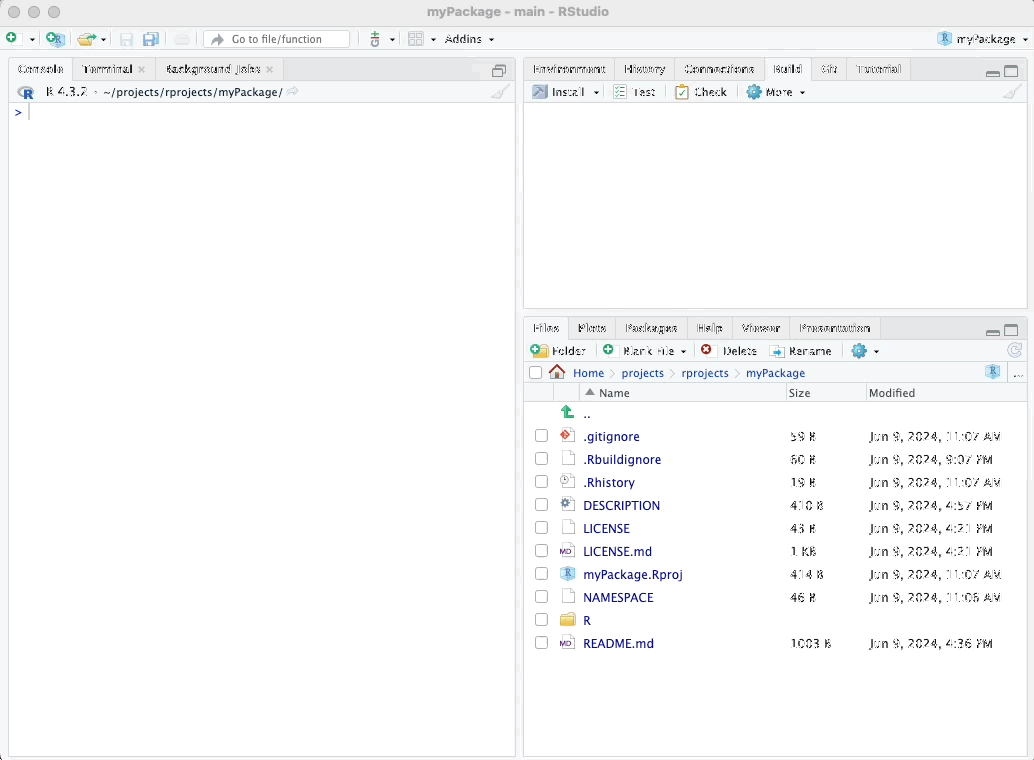 myPackage - main - RStudio
Go to file/function
Addins
myPackage
Console
Terminal
Background Jobs
R 4.3.2 · ~/projects/rprojects/myPackage/
>
Environment
History
Connections
Build
Git
Tutorial
Install
Test
Check
More
Files
Plots
Packages
Help
Viewer
Presentation
Folder
Blank File
Delete
Rename
Home
projects
rprojects
myPackage
...
Name
Size
Modified
..
.gitignore 59 B Jun 9, 2024, 11:07 AM
.Rbuildignore 60 B Jun 9, 2024, 9:07 PM
.Rhistory 19 B Jun 9, 2024, 11:07 AM
DESCRIPTION 410 B Jun 9, 2024, 4:57 PM
LICENSE 43 B Jun 9, 2024, 4:21 PM
LICENSE.md 1 KB Jun 9, 2024, 4:21 PM
myPackage.Rproj 414 B Jun 9, 2024, 11:07 AM
NAMESPACE 46 B Jun 9, 2024, 11:06 AM
R
README.md 1003 B Jun 9, 2024, 4:36 PM